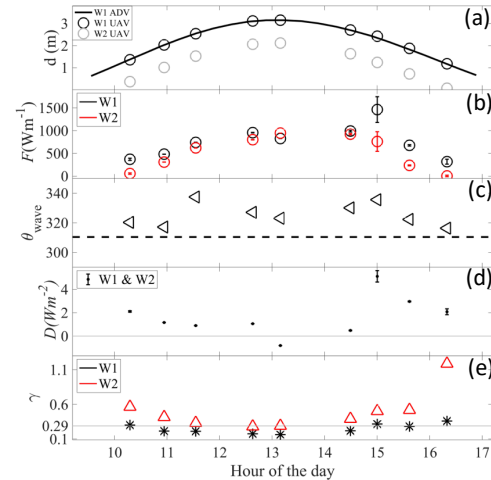 W1 ADV
W1 UAV
W2 UAV
(a)
d (m)
3
2
1
W1
W2
(b)
F(Wm-1)
1500
1000
500
0
(c)
θwave
340
320
300
W1 & W2
(d)
D(Wm-2)
4
2
0
W1
W2
(e)
γ
1.1
0.6
0.29
0.1
10 11 12 13 14 15 16 17
Hour of the day